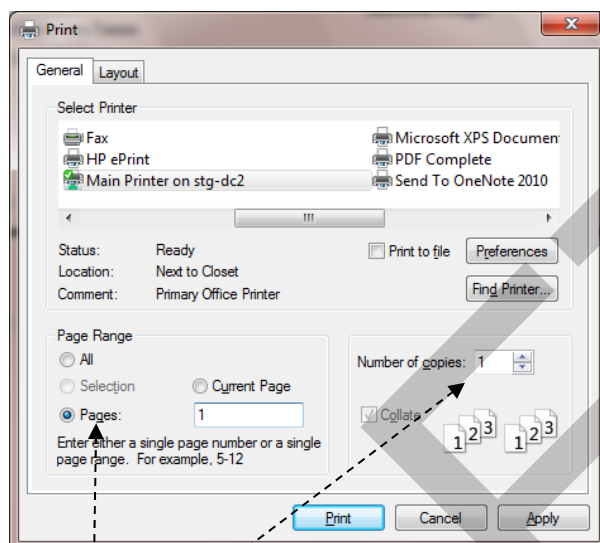 Print
General Layout
Select Printer
Fax
HP ePrint
Main Printer on stg-dc2
Microsoft XPS Documen
PDF Complete
Send To OneNote 2010
Status: Ready
Location: Next to Closet
Comment: Primary Office Printer
Print to file Preferences
Find Printer...
Page Range
All
Selection Current Page
Pages: 1
Enter either a single page number or a single
page range. For example, 5-12
Number of copies: 1
Collate
1 2 3 1 2 3
Print Cancel Apply